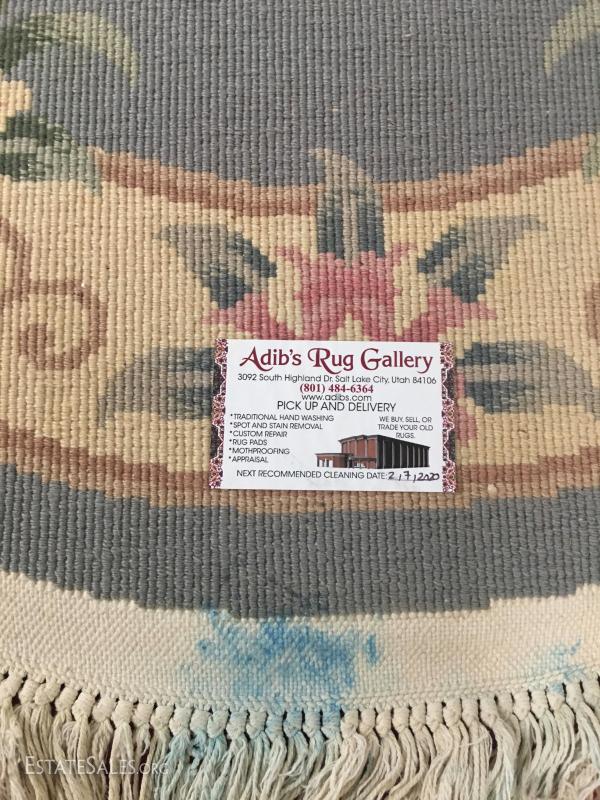 Adib's Rug Gallery
3092 South Highland Dr. Salt Lake City, Utah 84106
(801) 484-6364
www.adibs.com
PICK UP AND DELIVERY
*TRADITIONAL HAND WASHING
*SPOT AND STAIN REMOVAL
*CUSTOM REPAIR
*RUG PADS
*MOTHPROOFING
*APPRAISAL
WE BUY, SELL, OR
TRADE YOUR OLD
RUGS.
NEXT RECOMMENDED CLEANING DATE: 2,7,2020
ESTATESALES.ORG